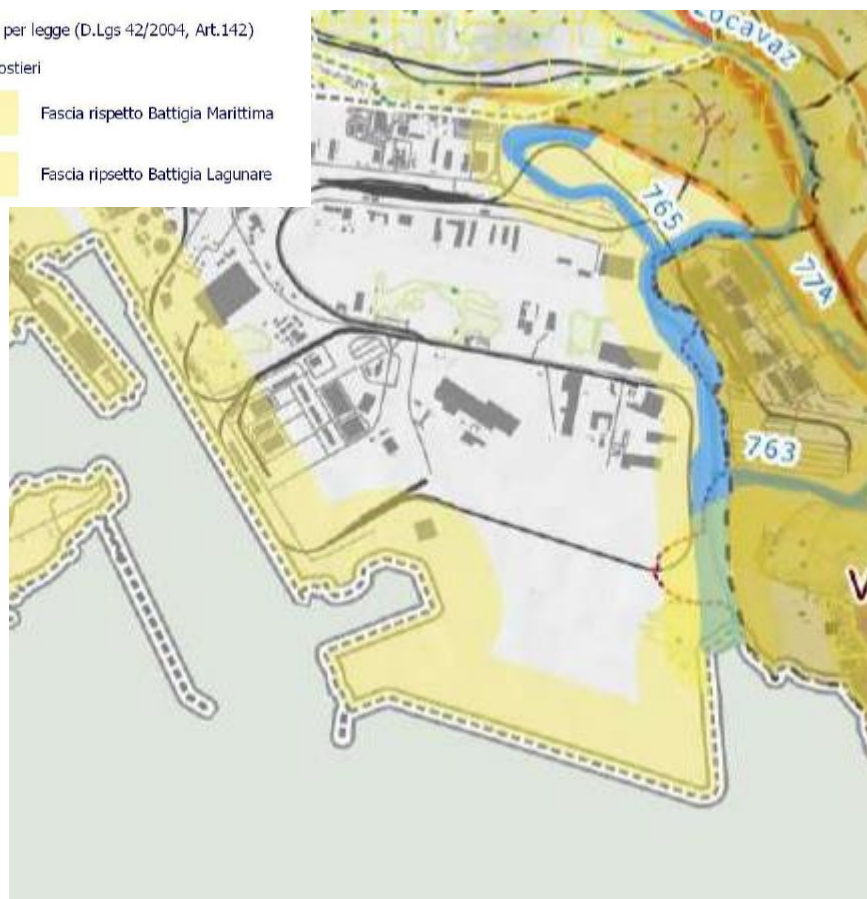 per legge (D.Lgs 42/2004, Art.142)
ostieri
Fascia rispetto Battigia Marittima
Fascia ripsetto Battigia Lagunare
Locavaz
765
774
763
V